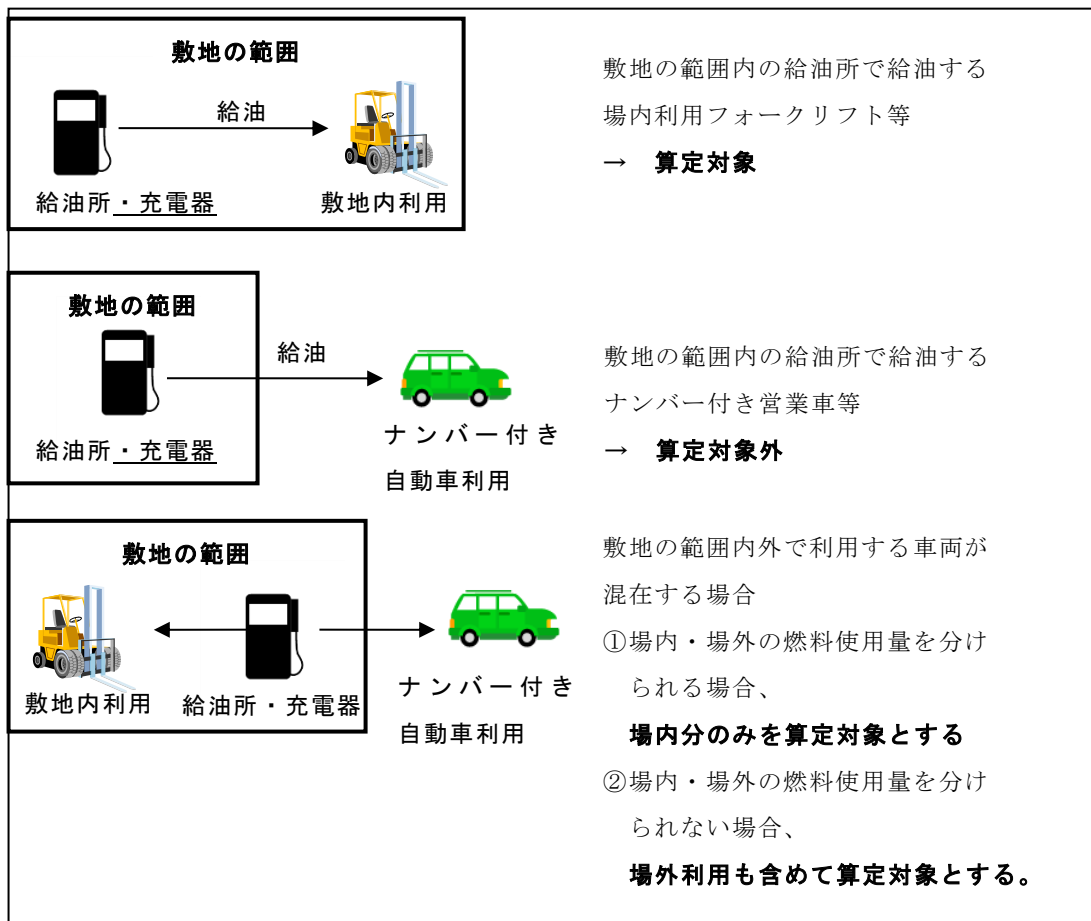 敷地の範囲
給油
給油所・充電器
敷地内利用
敷地の範囲内の給油所で給油する
場内利用フォークリフト等
→ 算定対象
敷地の範囲
給油
給油所・充電器
ナンバー付き
自動車利用
敷地の範囲内の給油所で給油する
ナンバー付き営業車等
→ 算定対象外
敷地の範囲
敷地内利用
給油所・充電器
ナンバー付き
自動車利用
敷地の範囲内外で利用する車両が
混在する場合
①場内・場外の燃料使用量を分け
られる場合、
場内分のみを算定対象とする
②場内・場外の燃料使用量を分け
られない場合、
場外利用も含めて算定対象とする。